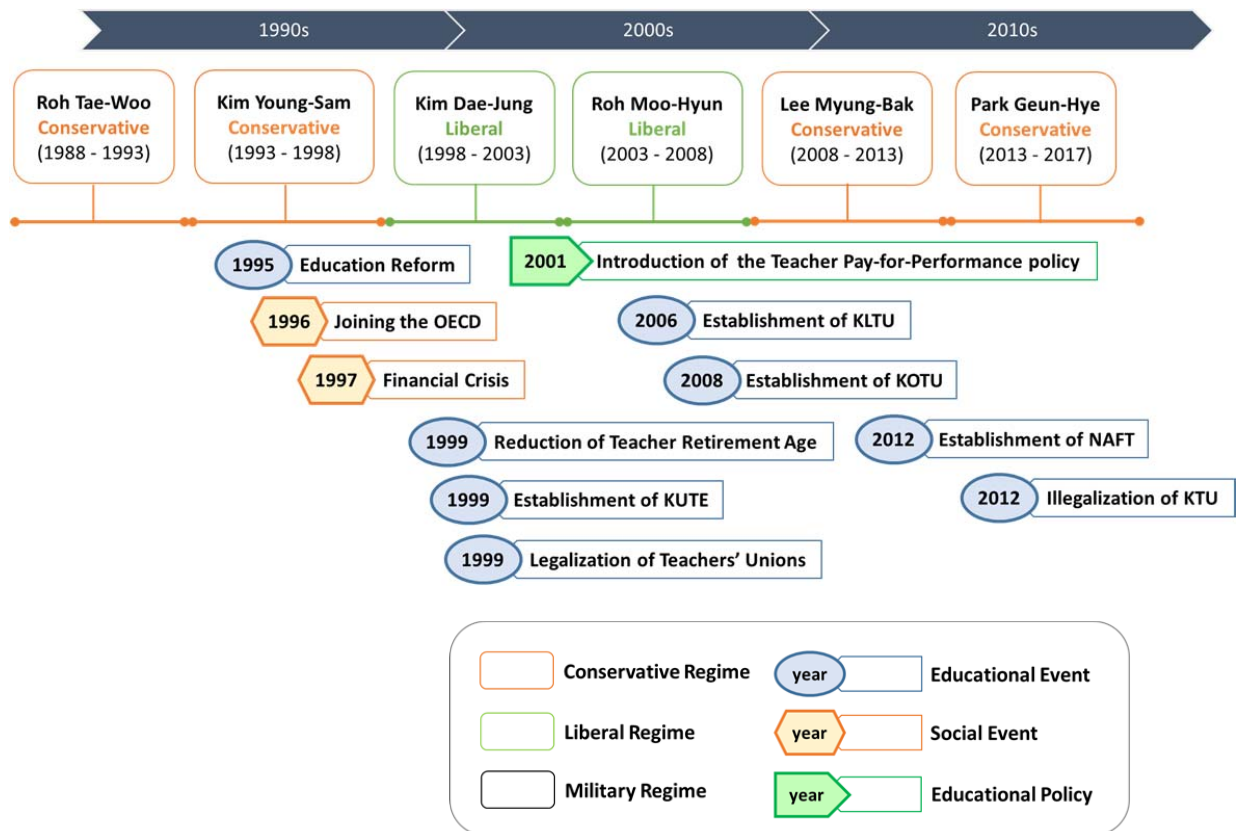 1990s
2000s
2010s
Roh Tae-Woo
Conservative
(1988 - 1993)
Kim Young-Sam
Conservative
(1993 - 1998)
Kim Dae-Jung
Liberal
(1998 - 2003)
Roh Moo-Hyun
Liberal
(2003 - 2008)
Lee Myung-Bak
Conservative
(2008 - 2013)
Park Geun-Hye
Conservative
(2013 - 2017)
1995 Education Reform
2001 Introduction of the Teacher Pay-for-Performance policy
1996 Joining the OECD
2006 Establishment of KLTU
1997 Financial Crisis
2008 Establishment of KOTU
1999 Reduction of Teacher Retirement Age
2012 Establishment of NAFT
1999 Establishment of KUTE
2012 Illegalization of KTU
1999 Legalization of Teachers' Unions
Conservative Regime
year Educational Event
Liberal Regime
year Social Event
Military Regime
year Educational Policy